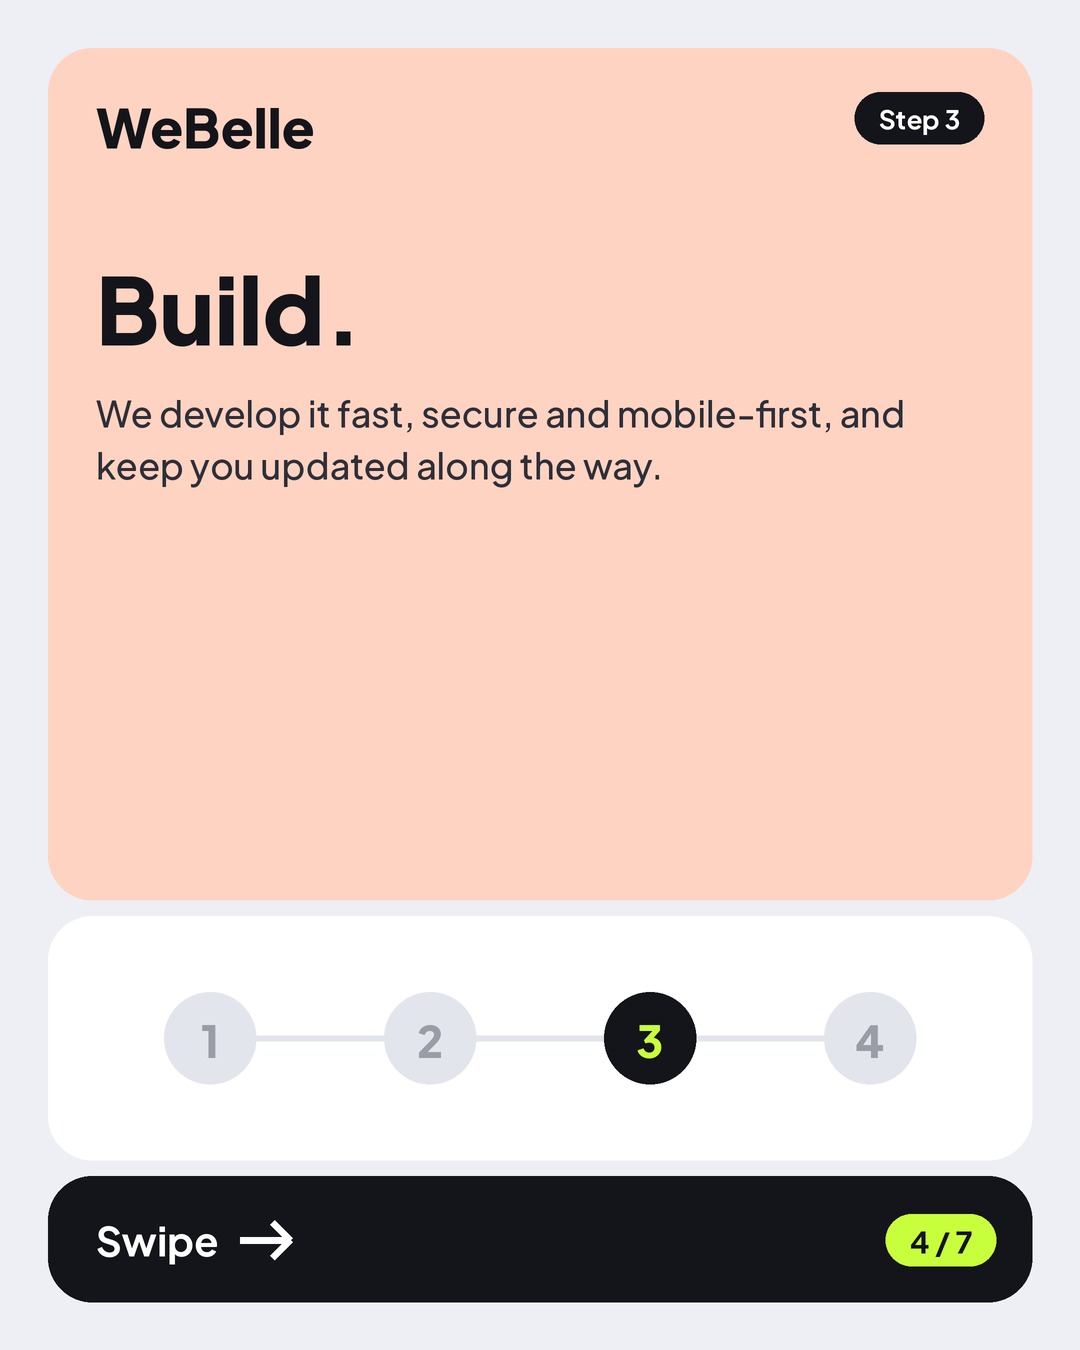 WeBelle
Step 3
Build.
We develop it fast, secure and mobile-first, and
keep you updated along the way.
1
2
3
4
Swipe
4 / 7